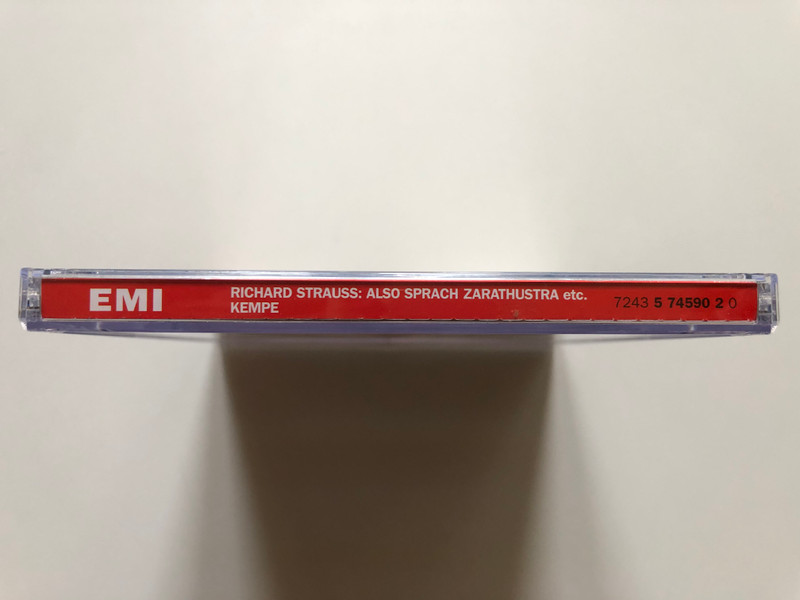 EMI
RICHARD STRAUSS: ALSO SPRACH ZARATHUSTRA etc.
KEMPE
7243 5 74590 2 0